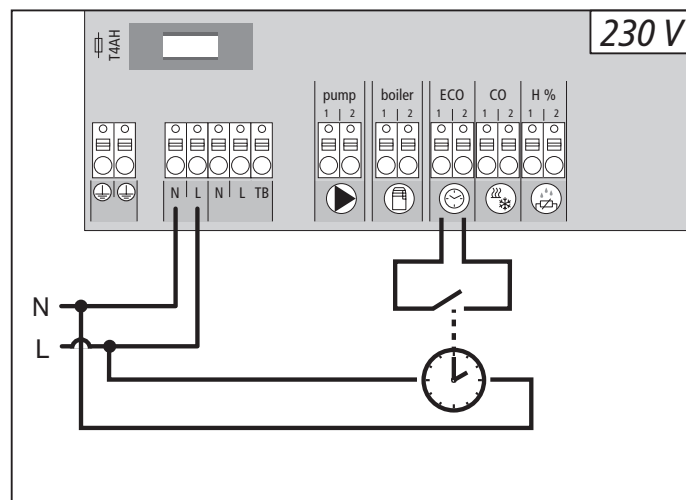 230 V
T4AH
pump boiler ECO CO H %
1 | 2 1 | 2 1 | 2 1 | 2 1 | 2
N L N L TB
N
L